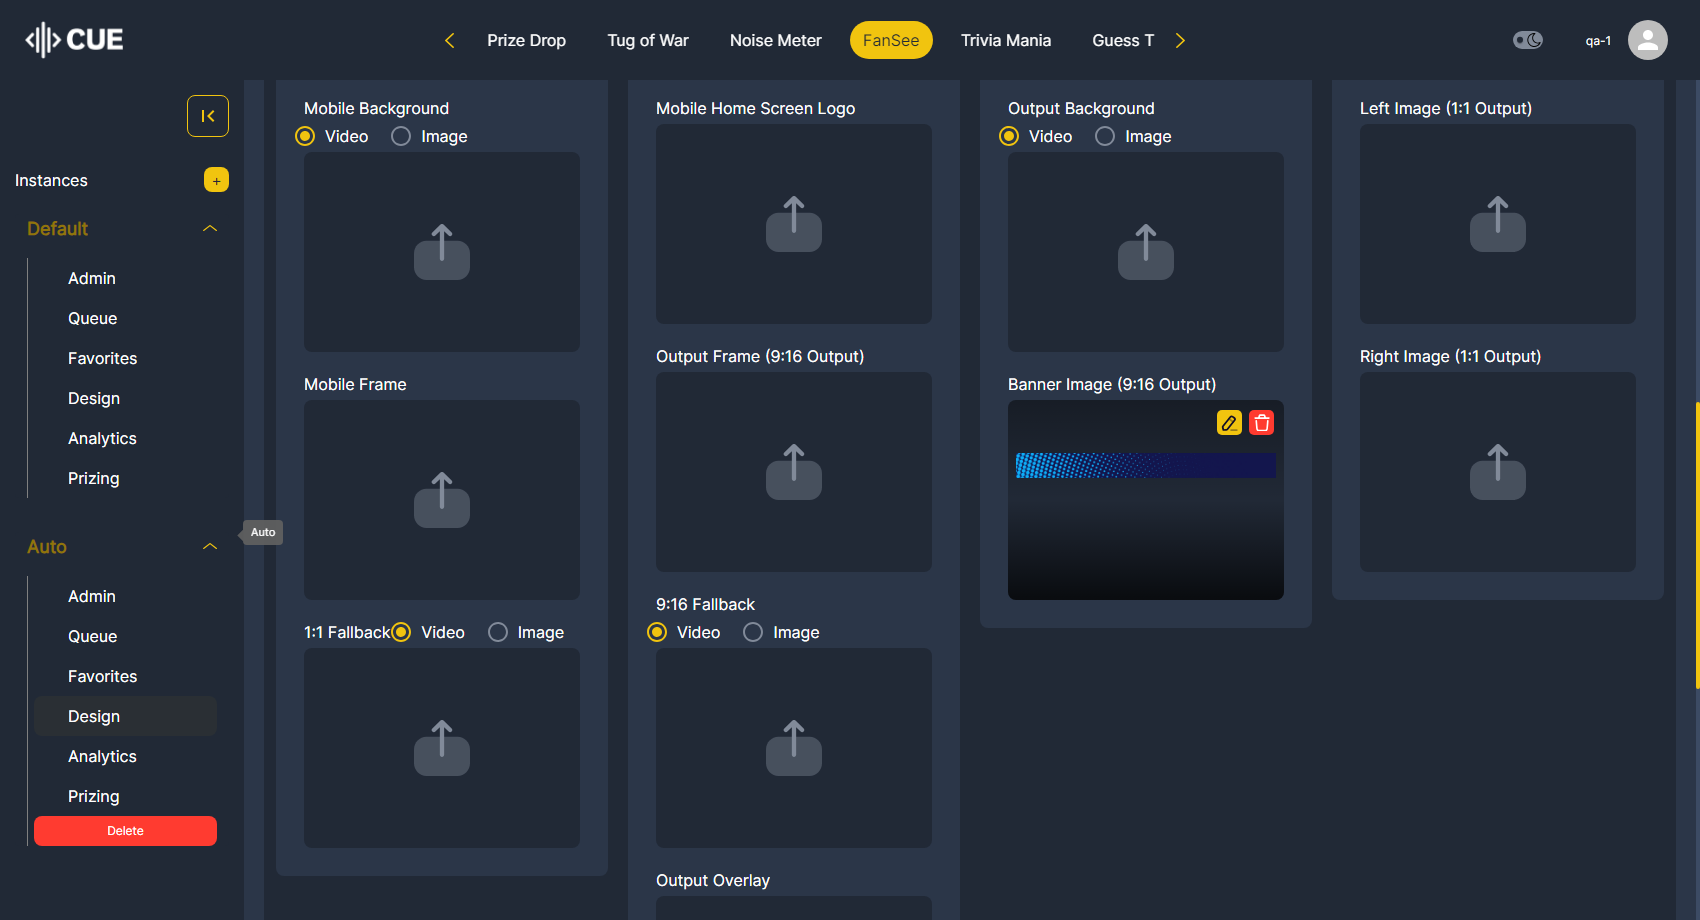 CUE
Prize Drop
Tug of War
Noise Meter
FanSee
Trivia Mania
Guess T
qa-1
Instances
+
Default
Admin
Queue
Favorites
Design
Analytics
Prizing
Auto
Auto
Admin
Queue
Favorites
Design
Analytics
Prizing
Delete
Mobile Background
Video
Image
Mobile Frame
1:1 Fallback
Video
Image
Mobile Home Screen Logo
Output Frame (9:16 Output)
9:16 Fallback
Video
Image
Output Overlay
Output Background
Video
Image
Banner Image (9:16 Output)
Left Image (1:1 Output)
Right Image (1:1 Output)